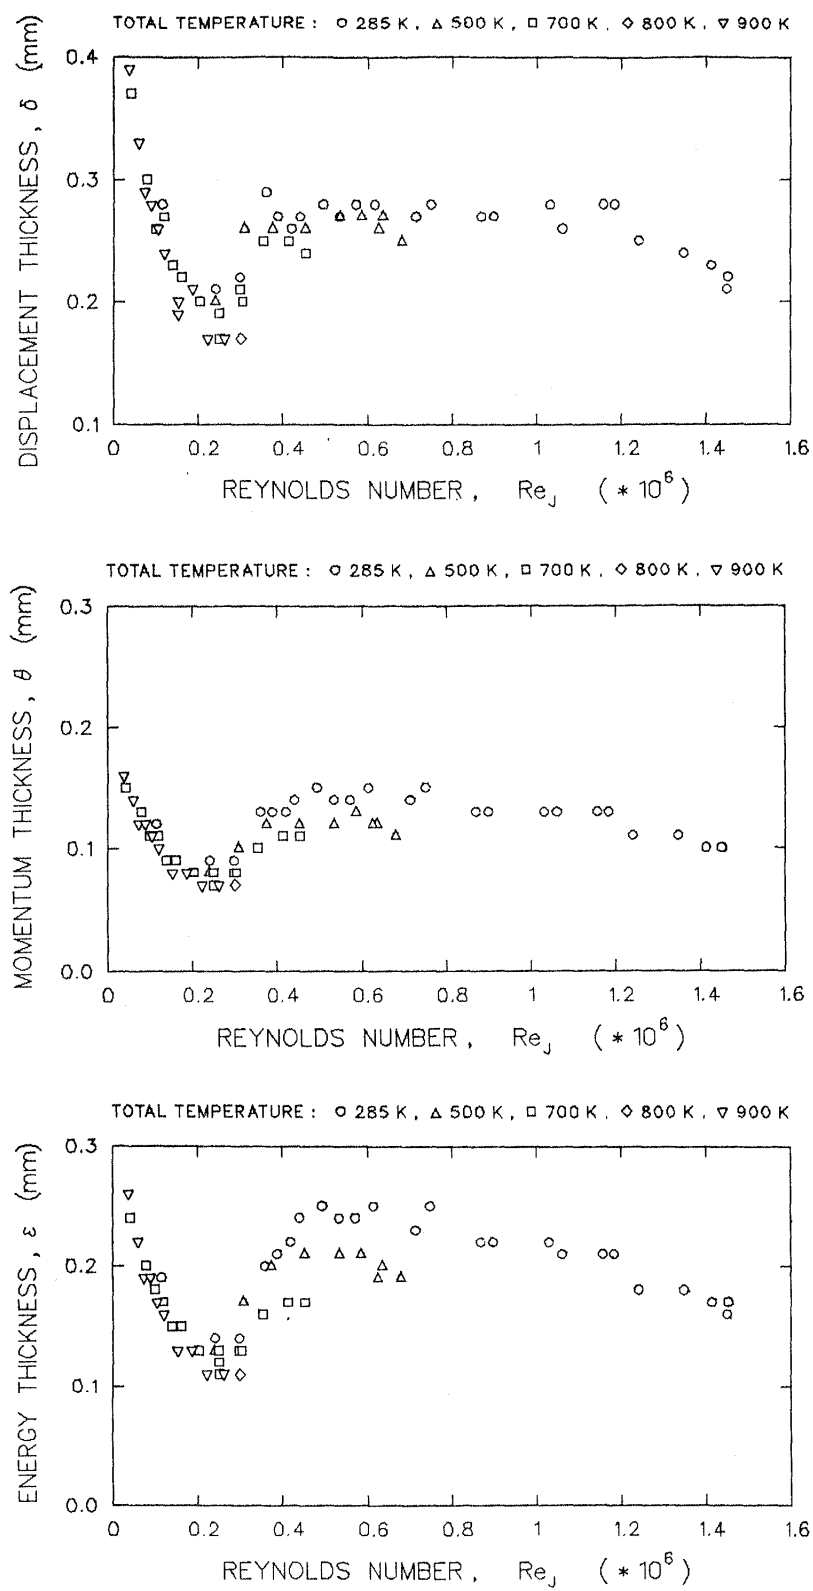 TOTAL TEMPERATURE : ○ 285 K , △ 500 K , □ 700 K , ◇ 800 K , ▽ 900 K
DISPLACEMENT THICKNESS , δ (mm)
0.4
0.3
0.2
0.1
0 0.2 0.4 0.6 0.8 1 1.2 1.4 1.6
REYNOLDS NUMBER , Re_J ( * 10^6 )
TOTAL TEMPERATURE : ○ 285 K , △ 500 K , □ 700 K , ◇ 800 K , ▽ 900 K
MOMENTUM THICKNESS , θ (mm)
0.3
0.2
0.1
0.0
0 0.2 0.4 0.6 0.8 1 1.2 1.4 1.6
REYNOLDS NUMBER , Re_J ( * 10^6 )
TOTAL TEMPERATURE : ○ 285 K , △ 500 K , □ 700 K , ◇ 800 K , ▽ 900 K
ENERGY THICKNESS , ε (mm)
0.3
0.2
0.1
0.0
0 0.2 0.4 0.6 0.8 1 1.2 1.4 1.6
REYNOLDS NUMBER , Re_J ( * 10^6 )